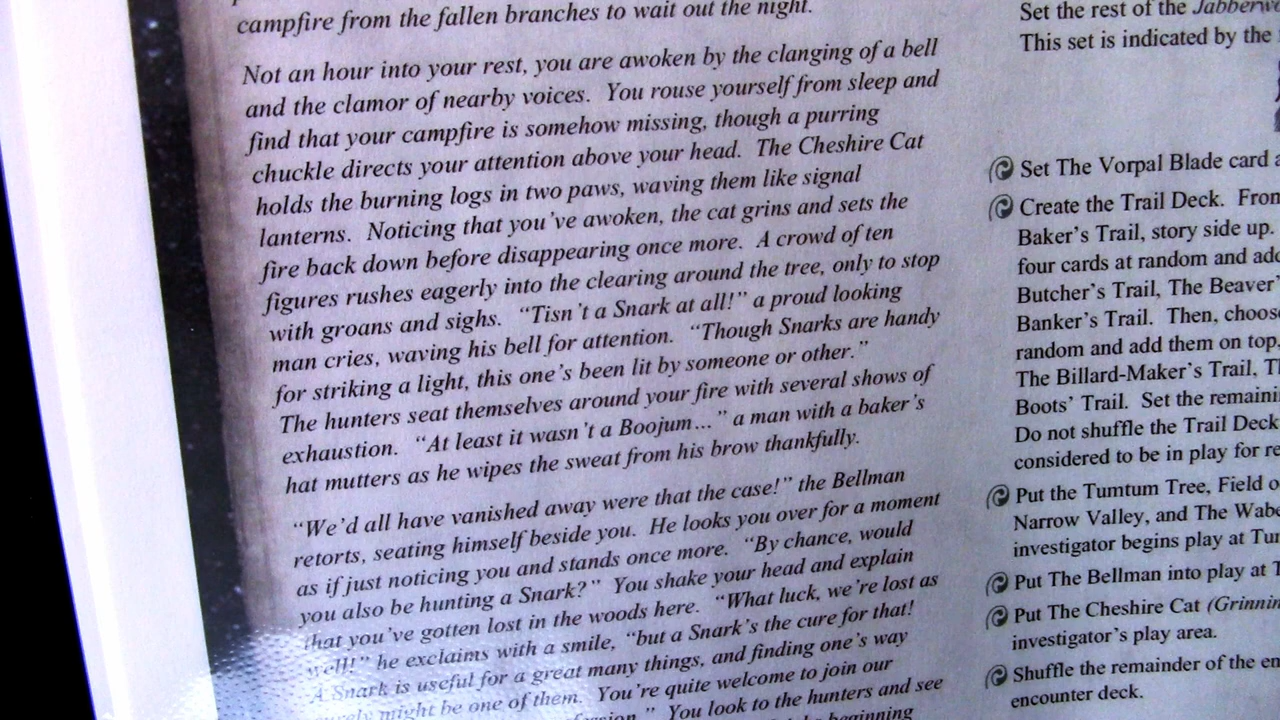 campfire from the fallen branches to wait out the night.
Not an hour into your rest, you are awoken by the clanging of a bell
and the clamor of nearby voices.  You rouse yourself from sleep and
find that your campfire is somehow missing, though a purring
chuckle directs your attention above your head.  The Cheshire Cat
holds the burning logs in two paws, waving them like signal
lanterns.  Noticing that you've awoken, the cat grins and sets the
fire back down before disappearing once more.  A crowd of ten
figures rushes eagerly into the clearing around the tree, only to stop
with groans and sighs.  “Tisn't a Snark at all!” a proud looking
man cries, waving his bell for attention.  “Though Snarks are handy
for striking a light, this one's been lit by someone or other.”
The hunters seat themselves around your fire with several shows of
exhaustion.  “At least it wasn't a Boojum...” a man with a baker's
hat mutters as he wipes the sweat from his brow thankfully.
“We'd all have vanished away were that the case!” the Bellman
retorts, seating himself beside you.  He looks you over for a moment
as if just noticing you and stands once more.  “By chance, would
you also be hunting a Snark?”  You shake your head and explain
that you've gotten lost in the woods here.  “What luck, we're lost as
well!” he exclaims with a smile, “but a Snark's the cure for that!
A Snark is useful for a great many things, and finding one's way
might be one of them.  You're quite welcome to join our
”  You look to the hunters and see
beginning
Set the rest of the
This set is indicated by the
Set The Vorpal Blade card
Create the Trail Deck.  From
Baker's Trail, story side up.
four cards at random and add
Butcher's Trail, The Beaver's
Banker's Trail.  Then, choose
random and add them on top.
The Billard-Maker's Trail,
Boots' Trail.  Set the
Do not shuffle the Trail Deck
considered to be in play for
Put the Tumtum Tree, Field
Narrow Valley, and The
investigator begins play at
Put The Bellman into play at
Put The Cheshire Cat
investigator's play area.
Shuffle the remainder of the
encounter deck.